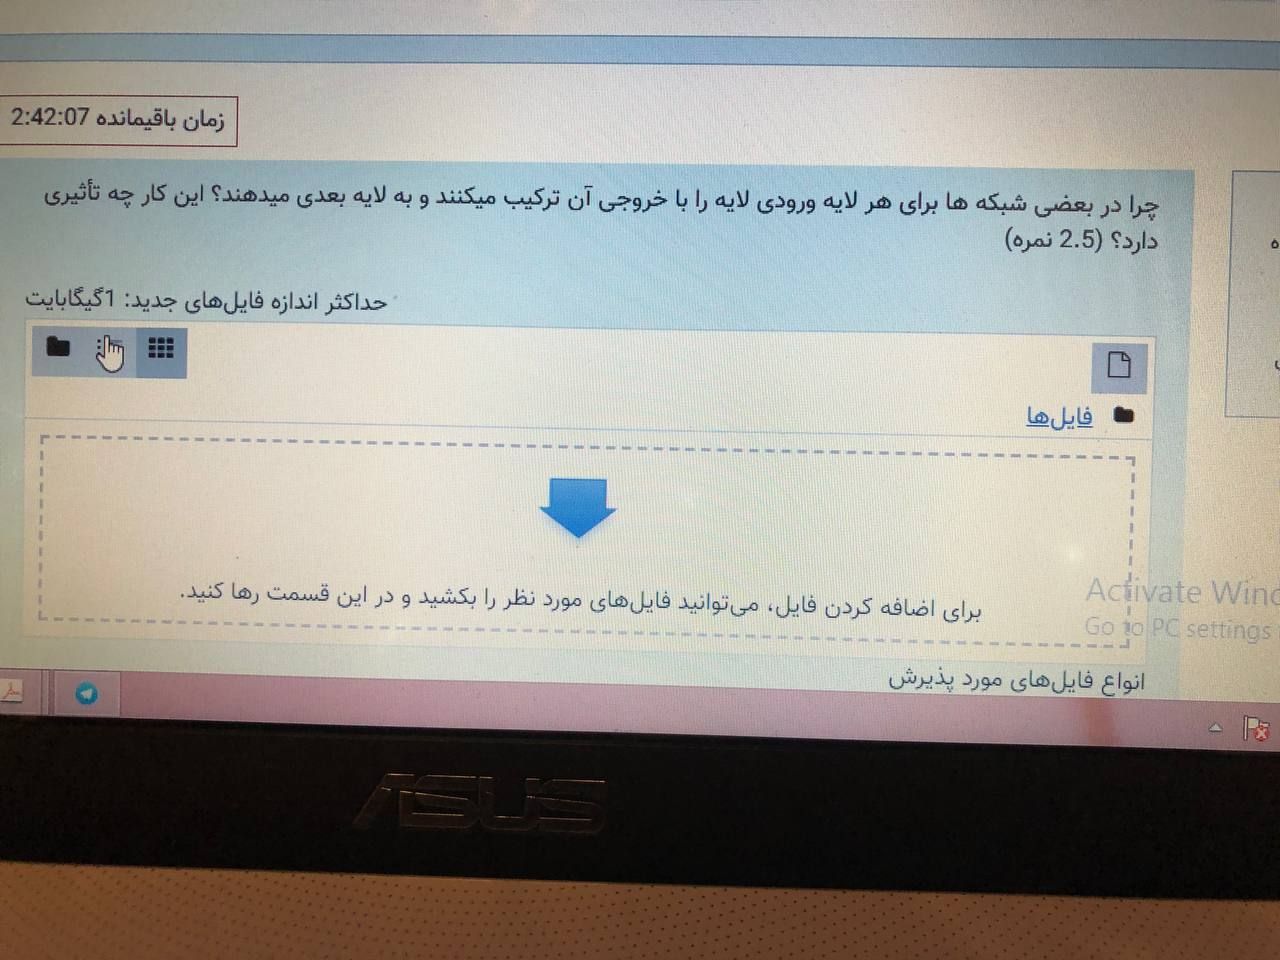 زمان باقیمانده 2:42:07
چرا در بعضی شبکه ها برای هر لایه ورودی لایه را با خروجی آن ترکیب میکنند و به لایه بعدی میدهند؟ این کار چه تأثیری
دارد؟ (2.5 نمره)
حداکثر اندازه فایل‌های جدید: 1گیگابایت
فایل‌ها
برای اضافه کردن فایل، می‌توانید فایل‌های مورد نظر را بکشید و در این قسمت رها کنید.
Activate Wind
Go to PC settings
انواع فایل‌های مورد پذیرش
ASUS